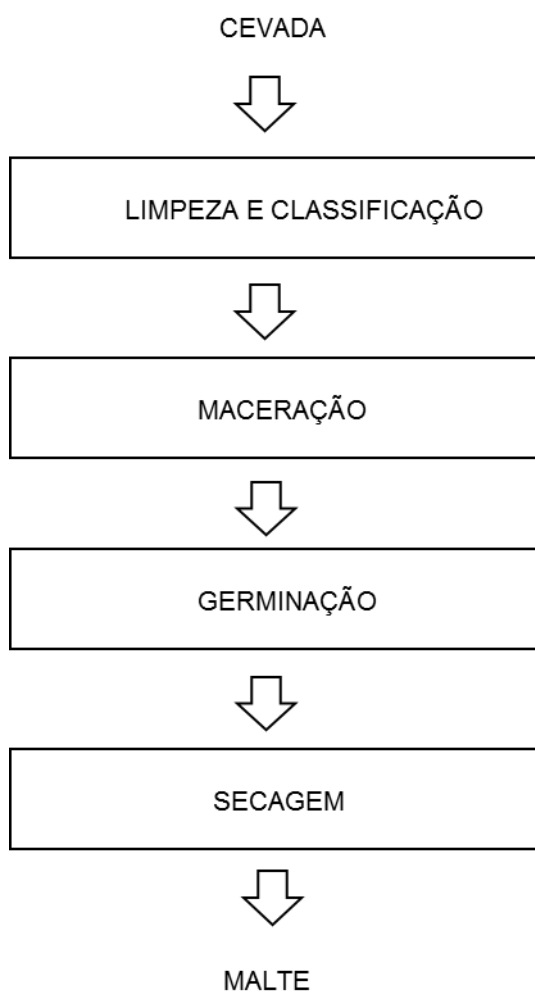 CEVADA
LIMPEZA E CLASSIFICAÇÃO
MACERAÇÃO
GERMINAÇÃO
SECAGEM
MALTE